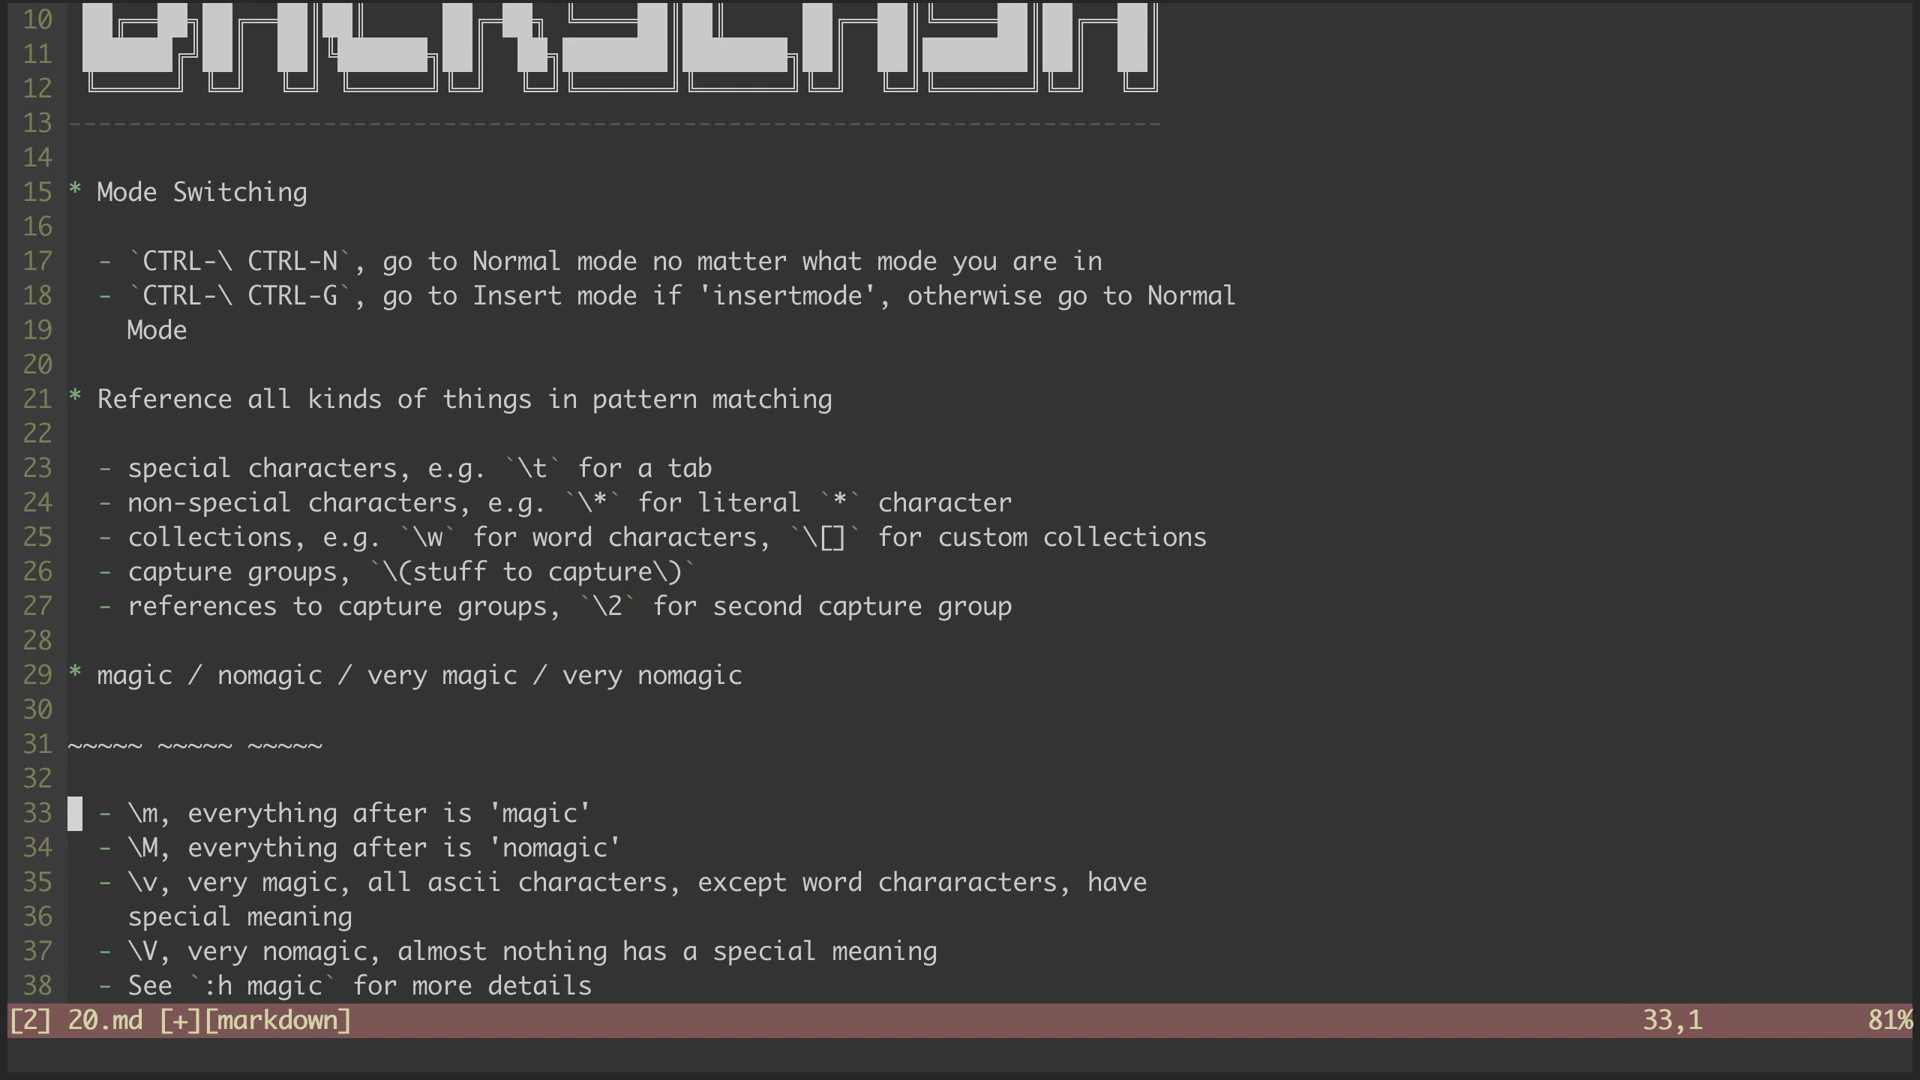 10
11
12
13 -------------------------------------------------------------------------
14
15 * Mode Switching
16
17   - `CTRL-\ CTRL-N`, go to Normal mode no matter what mode you are in
18   - `CTRL-\ CTRL-G`, go to Insert mode if 'insertmode', otherwise go to Normal
19     Mode
20
21 * Reference all kinds of things in pattern matching
22
23   - special characters, e.g. `\t` for a tab
24   - non-special characters, e.g. `\*` for literal `*` character
25   - collections, e.g. `\w` for word characters, `\[]` for custom collections
26   - capture groups, `\(stuff to capture\)`
27   - references to capture groups, `\2` for second capture group
28
29 * magic / nomagic / very magic / very nomagic
30
31 ~~~~~ ~~~~~ ~~~~~
32
33   - \m, everything after is 'magic'
34   - \M, everything after is 'nomagic'
35   - \v, very magic, all ascii characters, except word chararacters, have
36     special meaning
37   - \V, very nomagic, almost nothing has a special meaning
38   - See `:h magic` for more details
[2] 20.md [+][markdown] 33,1 81%